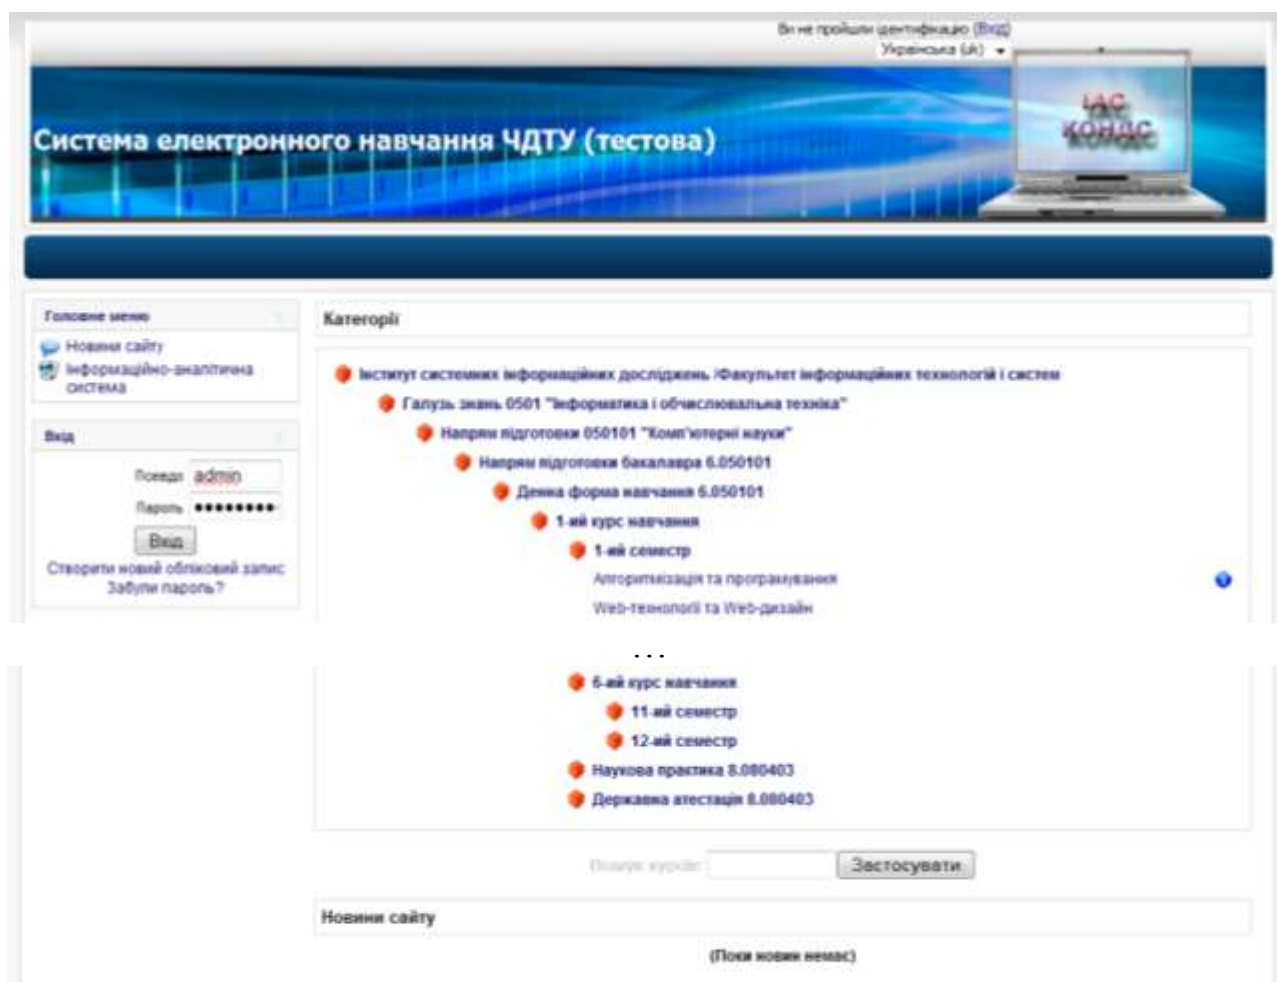 Ви не пройшли ідентифікацію (Вхід)
Українська (uk)
Система електронного навчання ЧДТУ (тестова)
ІАС
КОНДС
Головне меню
Новини сайту
Інформаційно-аналітична
система
Вхід
Псевдо admin
Пароль
Вхід
Створити новий обліковий запис
Забули пароль?
Категорії
Інститут системних інформаційних досліджень /Факультет інформаційних технологій і систем
Галузь знань 0501 "Інформатика і обчислювальна техніка"
Напрям підготовки 050101 "Комп'ютерні науки"
Напрям підготовки бакалавра 6.050101
Денна форма навчання 6.050101
1-ий курс навчання
1-ий семестр
Алгоритмізація та програмування
Web-технології та Web-дизайн
...
6-ий курс навчання
11-ий семестр
12-ий семестр
Наукова практика 8.080403
Державна атестація 8.080403
Пошук курсів: Застосувати
Новини сайту
(Поки новин немає)